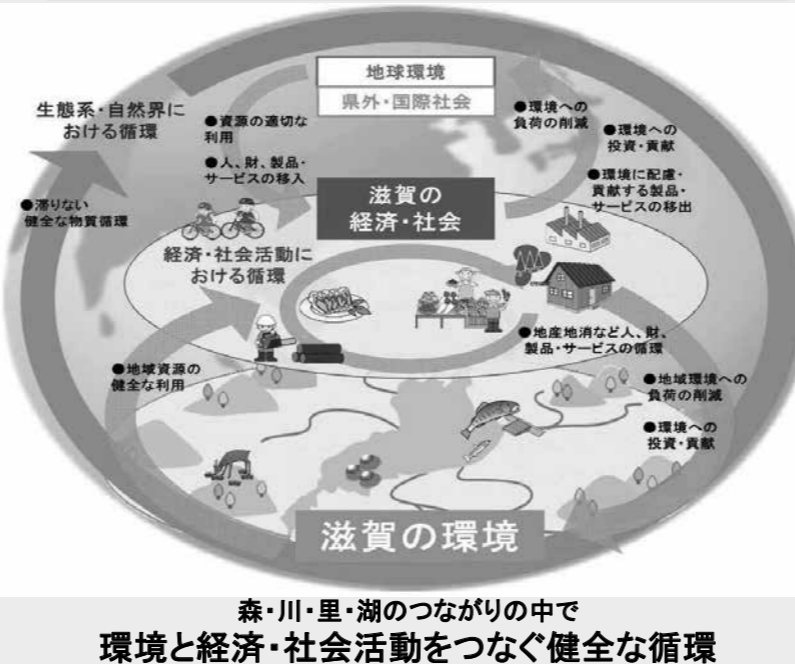 地球環境
県外・国際社会
生態系・自然界に
おける循環
●資源の適切な
利用
●人、財、製品・
サービスの移入
●環境への
負荷の削減
●環境への
投資・貢献
●環境に配慮・
貢献する製品・
サービスの移出
●滞りない
健全な物質循環
滋賀の
経済・社会
経済・社会活動に
おける循環
●地産地消など人、財、
製品・サービスの循環
●地域資源の
健全な利用
●地域環境への
負荷の削減
●環境への
投資・貢献
滋賀の環境
森・川・里・湖のつながりの中で
環境と経済・社会活動をつなぐ健全な循環